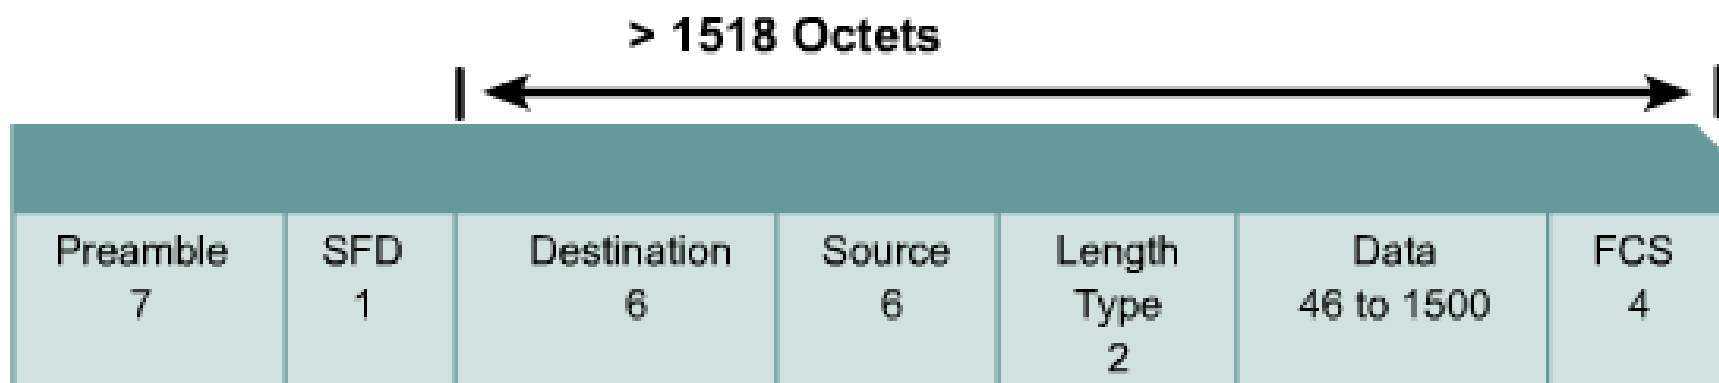 > 1518 Octets
Preamble
7
SFD
1
Destination
6
Source
6
Length
Type
2
Data
46 to 1500
FCS
4